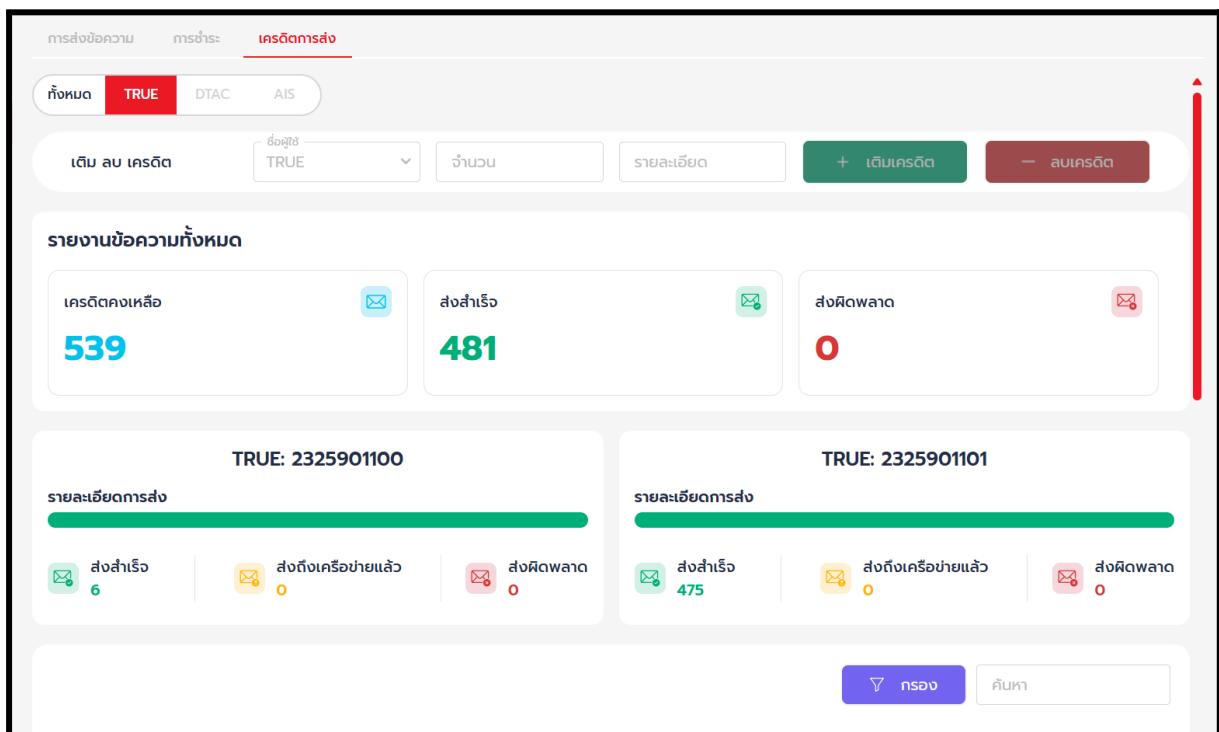 การส่งข้อความ การชำระ เครดิตการส่ง
ทั้งหมด TRUE DTAC AIS
ชื่อผู้ใช้
เติม ลบ เครดิต TRUE จำนวน รายละเอียด + เติมเครดิต — ลบเครดิต
รายงานข้อความทั้งหมด
เครดิตคงเหลือ ส่งสำเร็จ ส่งผิดพลาด
539 481 0
TRUE: 2325901100 TRUE: 2325901101
รายละเอียดการส่ง รายละเอียดการส่ง
ส่งสำเร็จ ส่งถึงเครือข่ายแล้ว ส่งผิดพลาด ส่งสำเร็จ ส่งถึงเครือข่ายแล้ว ส่งผิดพลาด
6 0 0 475 0 0
กรอง ค้นหา